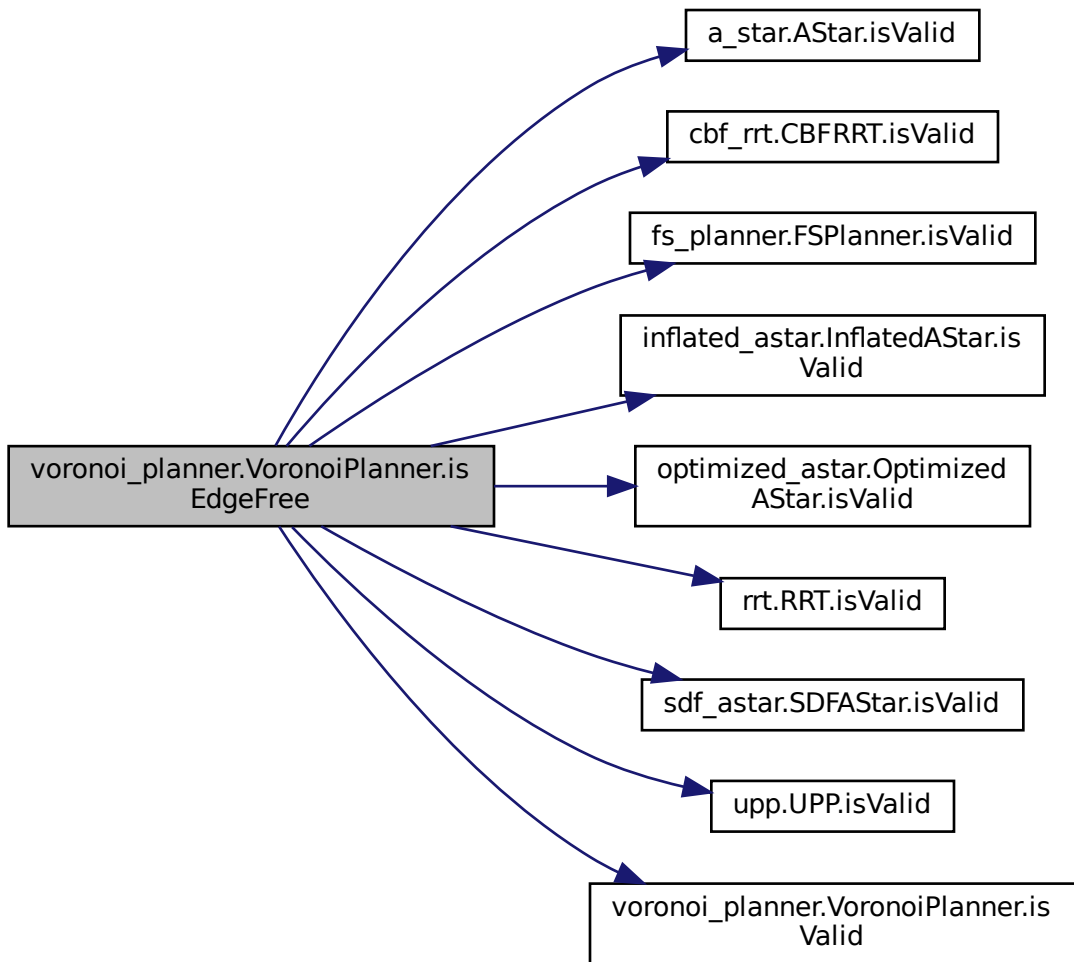 a_star.AStar.isValid
cbf_rrt.CBFRRT.isValid
fs_planner.FSPlanner.isValid
inflated_astar.InflatedAStar.is
Valid
voronoi_planner.VoronoiPlanner.is
EdgeFree
optimized_astar.Optimized
AStar.isValid
rrt.RRT.isValid
sdf_astar.SDFAStar.isValid
upp.UPP.isValid
voronoi_planner.VoronoiPlanner.is
Valid